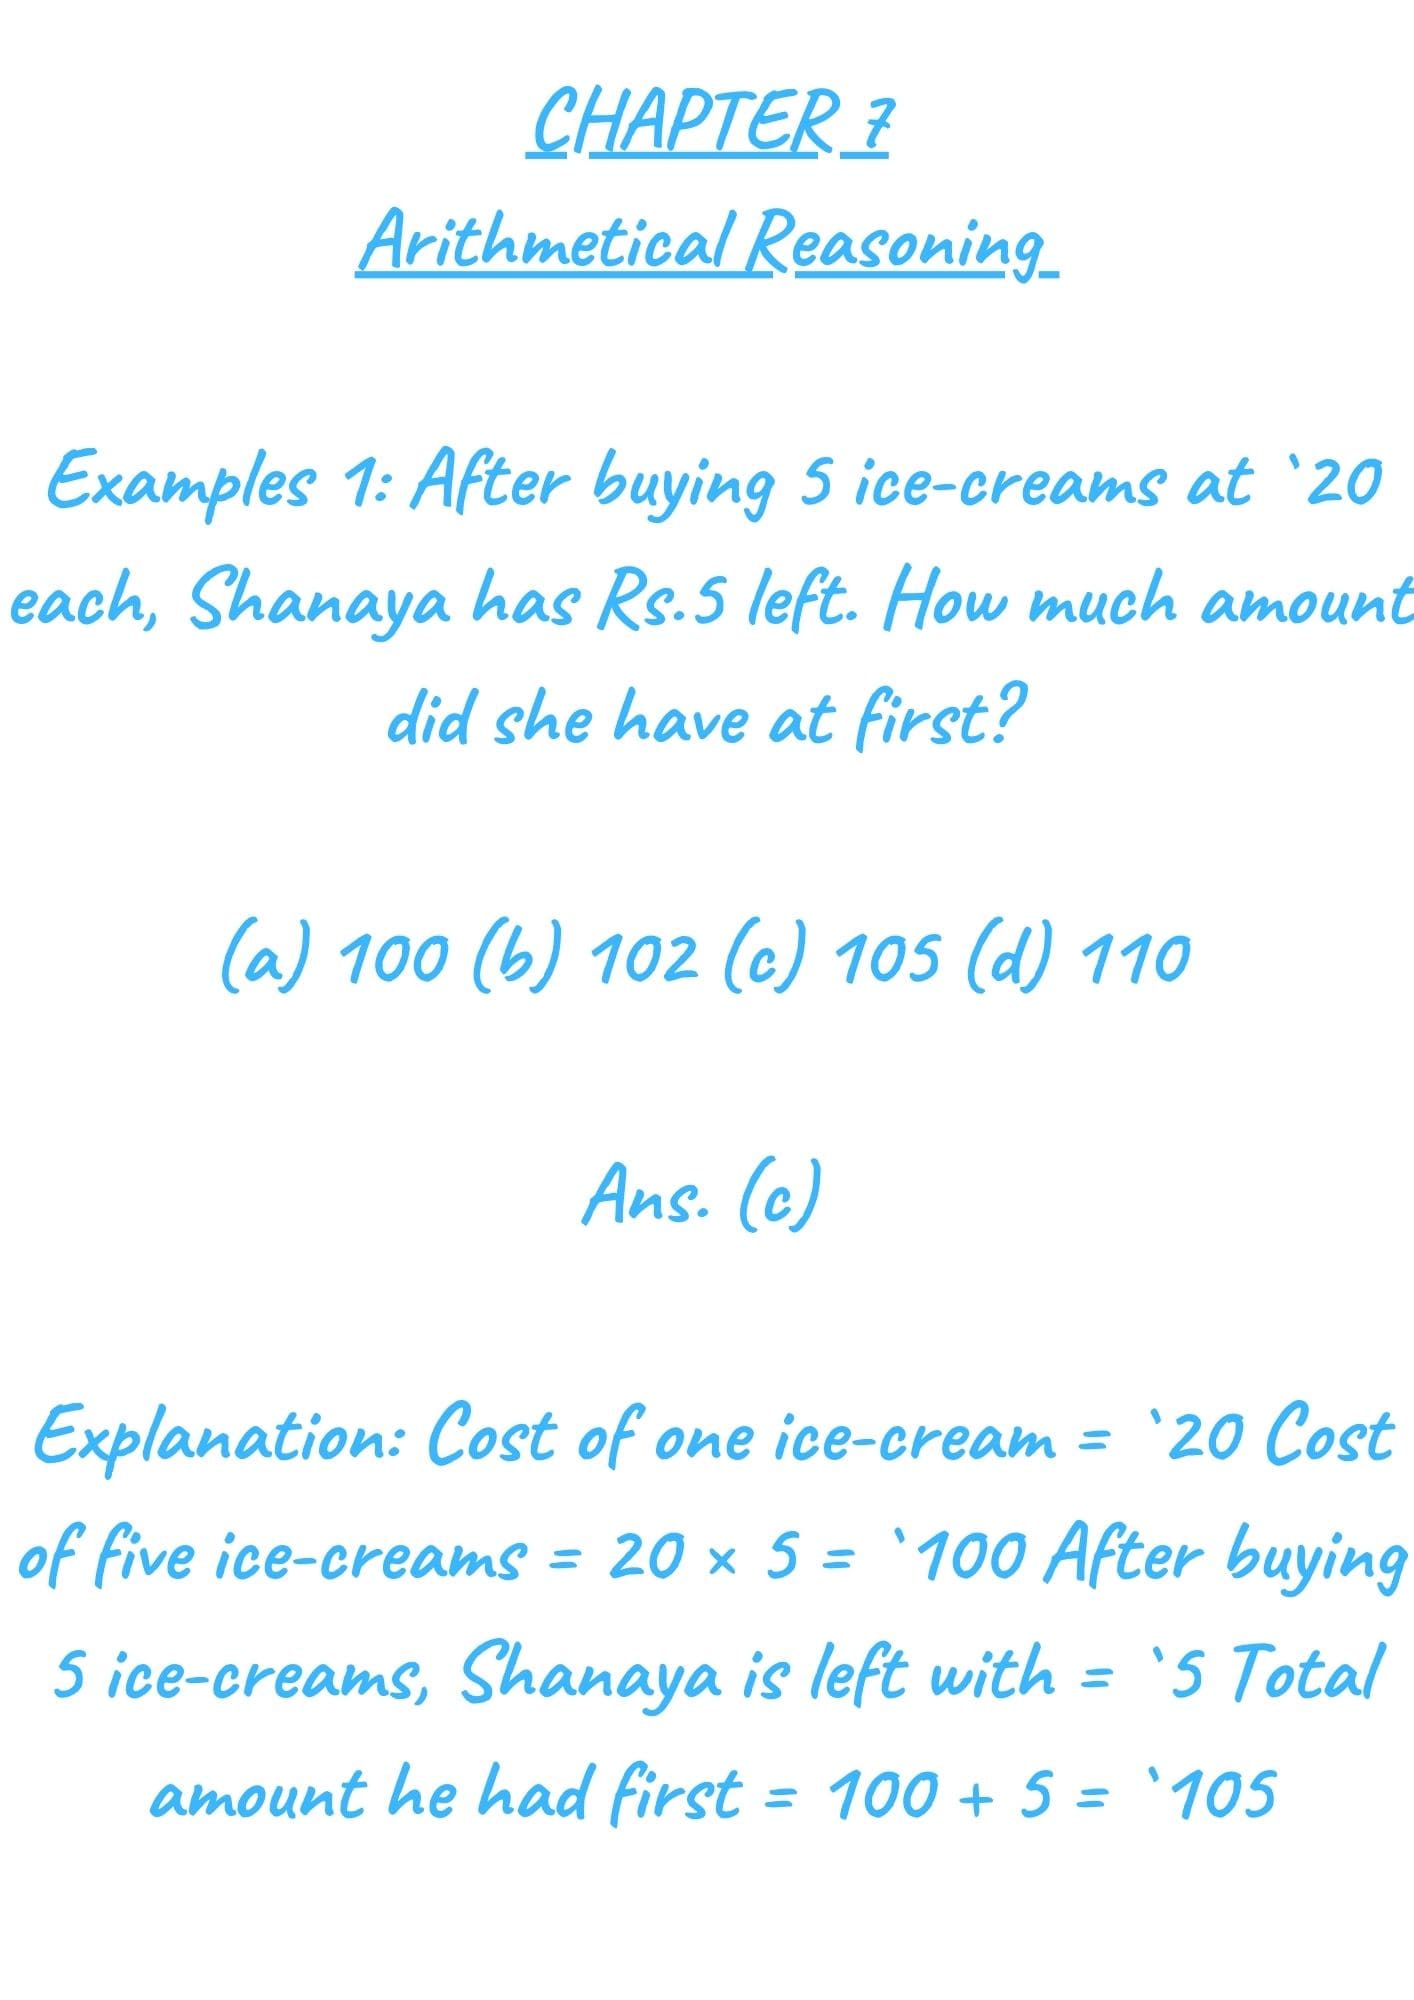 CHAPTER 7
Arithmetical Reasoning
Examples 1: After buying 5 ice-creams at `20
each, Shanaya has Rs.5 left. How much amount
did she have at first?
(a) 100 (b) 102 (c) 105 (d) 110
Ans. (c)
Explanation: Cost of one ice-cream = `20 Cost
of five ice-creams = 20 × 5 = `100 After buying
5 ice-creams, Shanaya is left with = `5 Total
amount he had first = 100 + 5 = `105